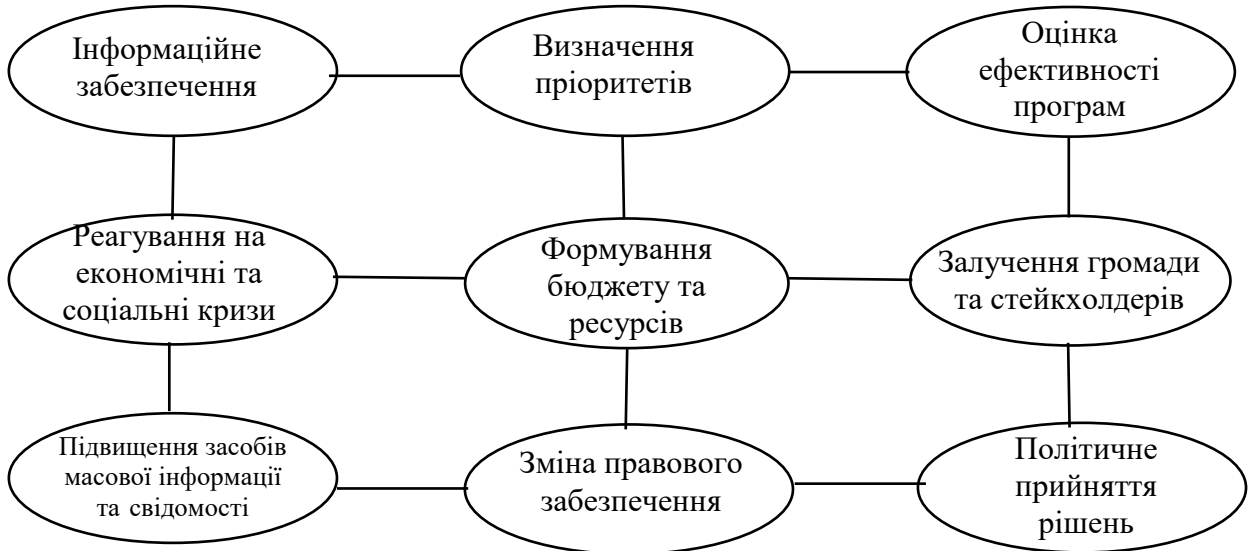 Інформаційне
забезпечення
Визначення
пріоритетів
Оцінка
ефективності
програм
Реагування на
економічні та
соціальні кризи
Формування
бюджету та
ресурсів
Залучення громади
та стейкхолдерів
Підвищення засобів
масової інформації
та свідомості
Зміна правового
забезпечення
Політичне
прийняття
рішень